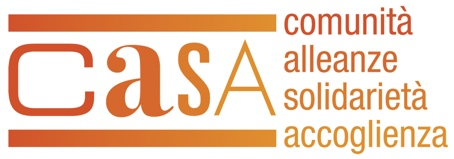 CasA
comunità
alleanze
solidarietà
accoglienza